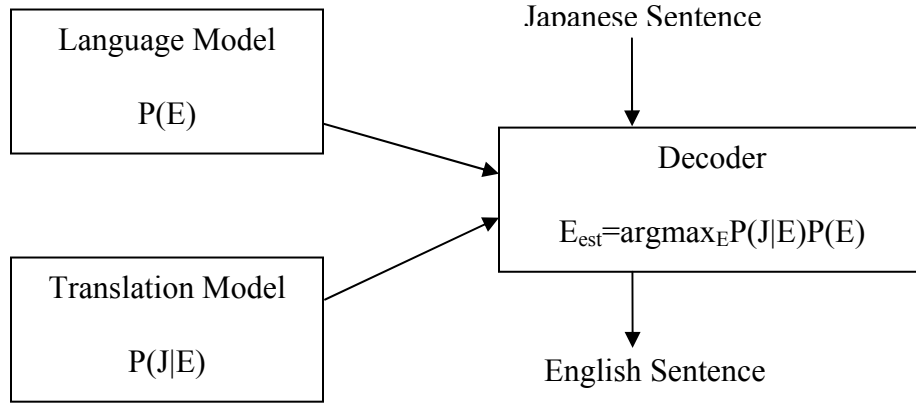 Language Model
P(E)
Japanese Sentence
Decoder
E_est=argmax_E P(J|E)P(E)
Translation Model
P(J|E)
English Sentence